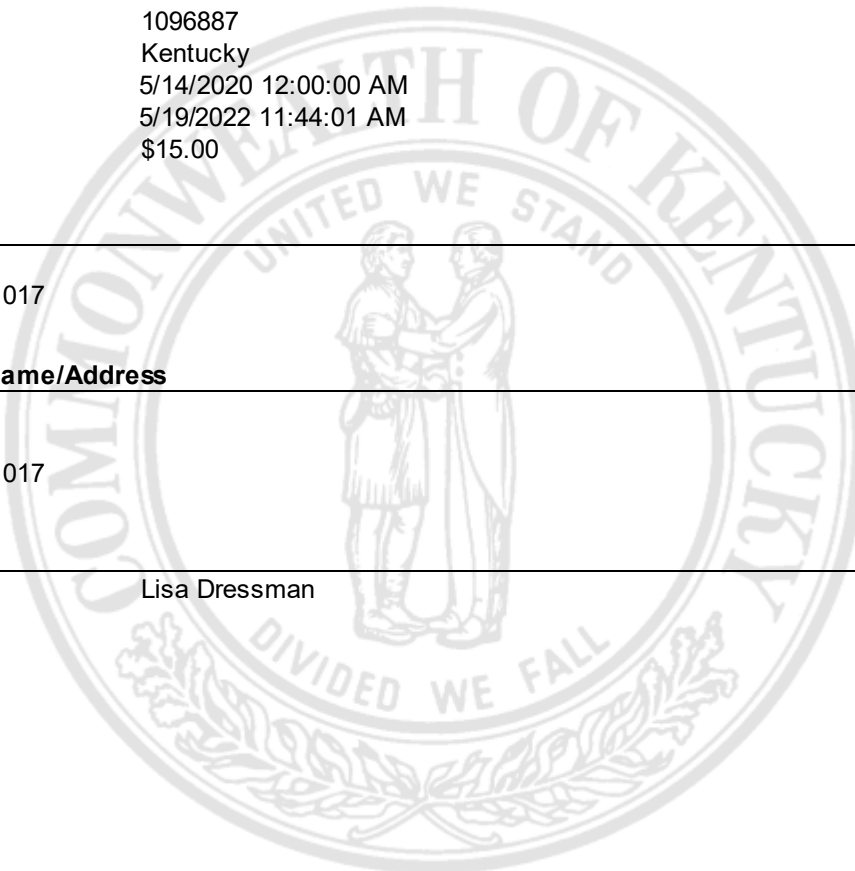 1096887
Kentucky
5/14/2020 12:00:00 AM
5/19/2022 11:44:01 AM
$15.00
017
ame/Address
017
Lisa Dressman
COMMONWEALTH OF KENTUCKY
UNITED WE STAND
DIVIDED WE FALL